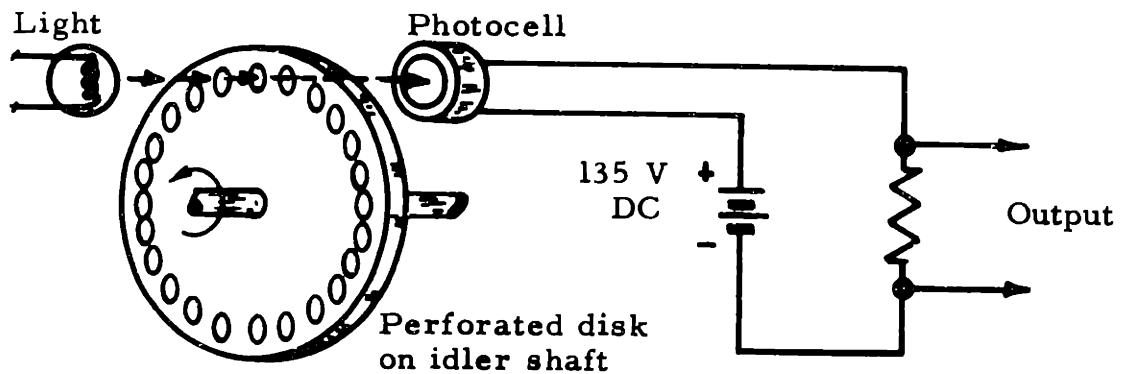 Light
Photocell
135 V
DC
+
-
Output
Perforated disk
on idler shaft